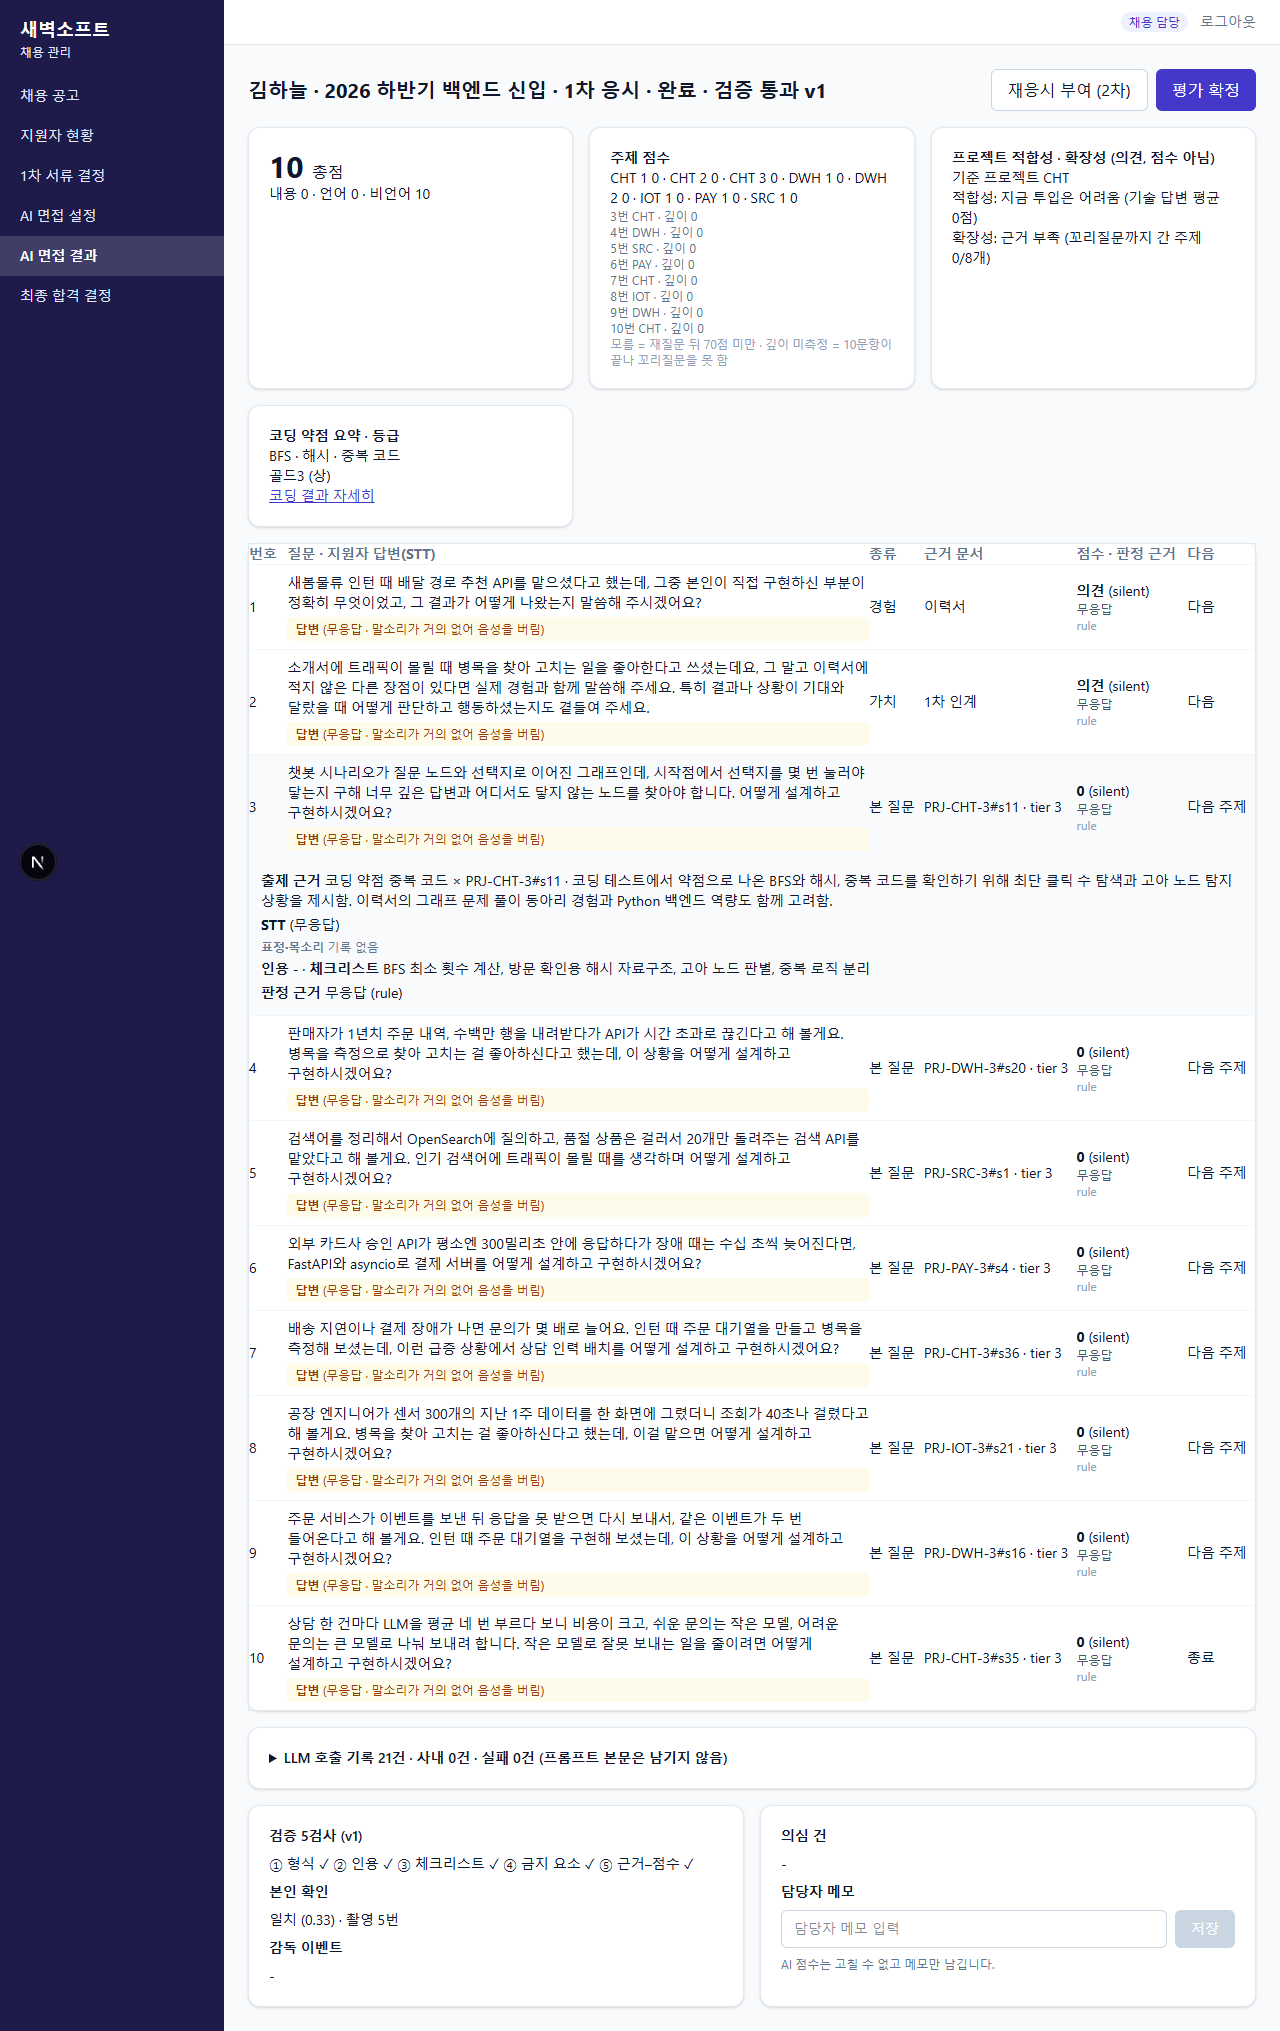 새벽소프트
채용 관리
채용 공고
지원자 현황
1차 서류 결정
AI 면접 설정
AI 면접 결과
최종 합격 결정
채용 담당
로그아웃
김하늘 · 2026 하반기 백엔드 신입 · 1차 응시 · 완료 · 검증 통과 v1
재응시 부여 (2차)
평가 확정
10 총점
내용 0 · 언어 0 · 비언어 10
주제 점수
CHT 1 0 · CHT 2 0 · CHT 3 0 · DWH 1 0 · DWH
2 0 · IOT 1 0 · PAY 1 0 · SRC 1 0
3번 CHT · 깊이 0
4번 DWH · 깊이 0
5번 SRC · 깊이 0
6번 PAY · 깊이 0
7번 CHT · 깊이 0
8번 IOT · 깊이 0
9번 DWH · 깊이 0
10번 CHT · 깊이 0
모름 = 재질문 뒤 70점 미만 · 깊이 미측정 = 10문항이
끝나 꼬리질문을 못 함
프로젝트 적합성 · 확장성 (의견, 점수 아님)
기준 프로젝트 CHT
적합성: 지금 투입은 어려움 (기술 답변 평균
0점)
확장성: 근거 부족 (꼬리질문까지 간 주제
0/8개)
코딩 약점 요약 · 등급
BFS · 해시 · 중복 코드
골드3 (상)
코딩 결과 자세히
번호 질문 · 지원자 답변(STT) 종류 근거 문서 점수 · 판정 근거 다음
새봄물류 인턴 때 배달 경로 추천 API를 맡으셨다고 했는데, 그중 본인이 직접 구현하신 부분이
정확히 무엇이었고, 그 결과가 어떻게 나왔는지 말씀해 주시겠어요?
답변 (무응답 · 말소리가 거의 없어 음성을 버림)
1 경험 이력서 의견 (silent) 무응답 rule 다음
소개서에 트래픽이 몰릴 때 병목을 찾아 고치는 일을 좋아한다고 쓰셨는데요, 그 말고 이력서에
적지 않은 다른 장점이 있다면 실제 경험과 함께 말씀해 주세요. 특히 결과나 상황이 기대와
달랐을 때 어떻게 판단하고 행동하셨는지도 곁들여 주세요.
답변 (무응답 · 말소리가 거의 없어 음성을 버림)
2 가치 1차 인계 의견 (silent) 무응답 rule 다음
챗봇 시나리오가 질문 노드와 선택지로 이어진 그래프인데, 시작점에서 선택지를 몇 번 눌러야
닿는지 구해 너무 깊은 답변과 어디서도 닿지 않는 노드를 찾아야 합니다. 어떻게 설계하고
구현하시겠어요?
답변 (무응답 · 말소리가 거의 없어 음성을 버림)
3 본 질문 PRJ-CHT-3#s11 · tier 3 0 (silent) 무응답 rule 다음 주제
출제 근거 코딩 약점 중복 코드 × PRJ-CHT-3#s11 · 코딩 테스트에서 약점으로 나온 BFS와 해시, 중복 코드를 확인하기 위해 최단 클릭 수 탐색과 고아 노드 탐지
상황을 제시함. 이력서의 그래프 문제 풀이 동아리 경험과 Python 백엔드 역량도 함께 고려함.
STT (무응답)
표정·목소리 기록 없음
인용 - · 체크리스트 BFS 최소 횟수 계산, 방문 확인용 해시 자료구조, 고아 노드 판별, 중복 로직 분리
판정 근거 무응답 (rule)
판매자가 1년치 주문 내역, 수백만 행을 내려받다가 API가 시간 초과로 끊긴다고 해 볼게요.
병목을 측정으로 찾아 고치는 걸 좋아하신다고 했는데, 이 상황을 어떻게 설계하고
구현하시겠어요?
답변 (무응답 · 말소리가 거의 없어 음성을 버림)
4 본 질문 PRJ-DWH-3#s20 · tier 3 0 (silent) 무응답 rule 다음 주제
검색어를 정리해서 OpenSearch에 질의하고, 품절 상품은 걸러서 20개만 돌려주는 검색 API를
맡았다고 해 볼게요. 인기 검색어에 트래픽이 몰릴 때를 생각하며 어떻게 설계하고
구현하시겠어요?
답변 (무응답 · 말소리가 거의 없어 음성을 버림)
5 본 질문 PRJ-SRC-3#s1 · tier 3 0 (silent) 무응답 rule 다음 주제
외부 카드사 승인 API가 평소엔 300밀리초 안에 응답하다가 장애 때는 수십 초씩 늦어진다면,
FastAPI와 asyncio로 결제 서버를 어떻게 설계하고 구현하시겠어요?
답변 (무응답 · 말소리가 거의 없어 음성을 버림)
6 본 질문 PRJ-PAY-3#s4 · tier 3 0 (silent) 무응답 rule 다음 주제
배송 지연이나 결제 장애가 나면 문의가 몇 배로 늘어요. 인턴 때 주문 대기열을 만들고 병목을
측정해 보셨는데, 이런 급증 상황에서 상담 인력 배치를 어떻게 설계하고 구현하시겠어요?
답변 (무응답 · 말소리가 거의 없어 음성을 버림)
7 본 질문 PRJ-CHT-3#s36 · tier 3 0 (silent) 무응답 rule 다음 주제
공장 엔지니어가 센서 300개의 지난 1주 데이터를 한 화면에 그렸더니 조회가 40초나 걸렸다고
해 볼게요. 병목을 찾아 고치는 걸 좋아하신다고 했는데, 이걸 맡으면 어떻게 설계하고
구현하시겠어요?
답변 (무응답 · 말소리가 거의 없어 음성을 버림)
8 본 질문 PRJ-IOT-3#s21 · tier 3 0 (silent) 무응답 rule 다음 주제
주문 서비스가 이벤트를 보낸 뒤 응답을 못 받으면 다시 보내서, 같은 이벤트가 두 번
들어온다고 해 볼게요. 인턴 때 주문 대기열을 구현해 보셨는데, 이 상황을 어떻게 설계하고
구현하시겠어요?
답변 (무응답 · 말소리가 거의 없어 음성을 버림)
9 본 질문 PRJ-DWH-3#s16 · tier 3 0 (silent) 무응답 rule 다음 주제
상담 한 건마다 LLM을 평균 네 번 부르다 보니 비용이 크고, 쉬운 문의는 작은 모델, 어려운
문의는 큰 모델로 나눠 보내려 합니다. 작은 모델로 잘못 보내는 일을 줄이려면 어떻게
설계하고 구현하시겠어요?
답변 (무응답 · 말소리가 거의 없어 음성을 버림)
10 본 질문 PRJ-CHT-3#s35 · tier 3 0 (silent) 무응답 rule 종료
▶ LLM 호출 기록 21건 · 사내 0건 · 실패 0건 (프롬프트 본문은 남기지 않음)
검증 5검사 (v1)
① 형식 ✓ ② 인용 ✓ ③ 체크리스트 ✓ ④ 금지 요소 ✓ ⑤ 근거–점수 ✓
본인 확인
일치 (0.33) · 촬영 5번
감독 이벤트
-
의심 건
-
담당자 메모
담당자 메모 입력
저장
AI 점수는 고칠 수 없고 메모만 남깁니다.